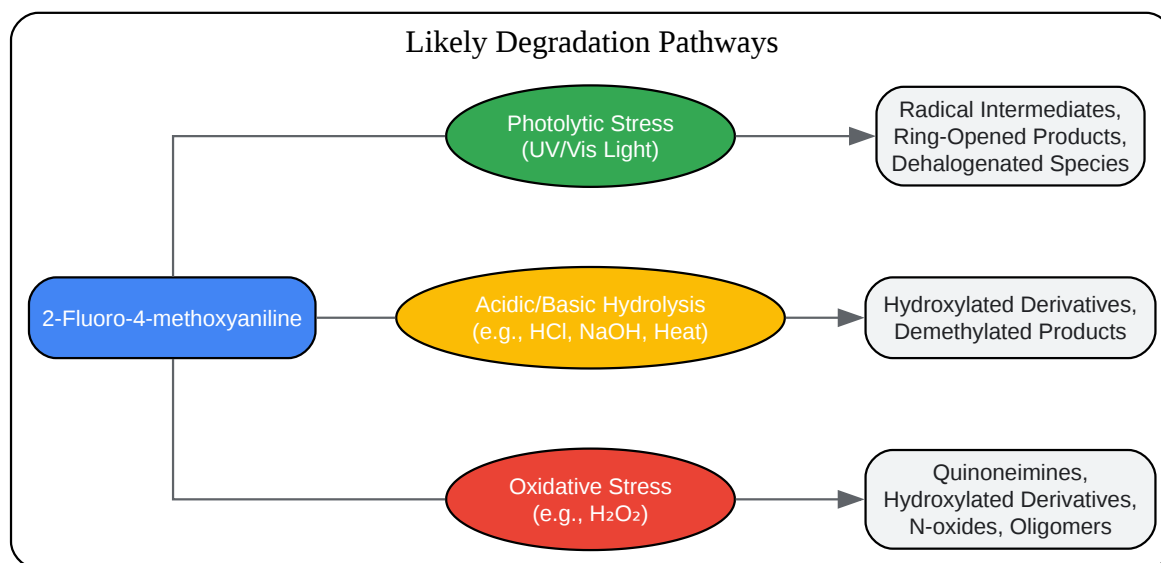 Likely Degradation Pathways
Photolytic Stress
(UV/Vis Light)
Radical Intermediates,
Ring-Opened Products,
Dehalogenated Species
2-Fluoro-4-methoxyaniline
Acidic/Basic Hydrolysis
(e.g., HCl, NaOH, Heat)
Hydroxylated Derivatives,
Demethylated Products
Oxidative Stress
(e.g., H₂O₂)
Quinoneimines,
Hydroxylated Derivatives,
N-oxides, Oligomers